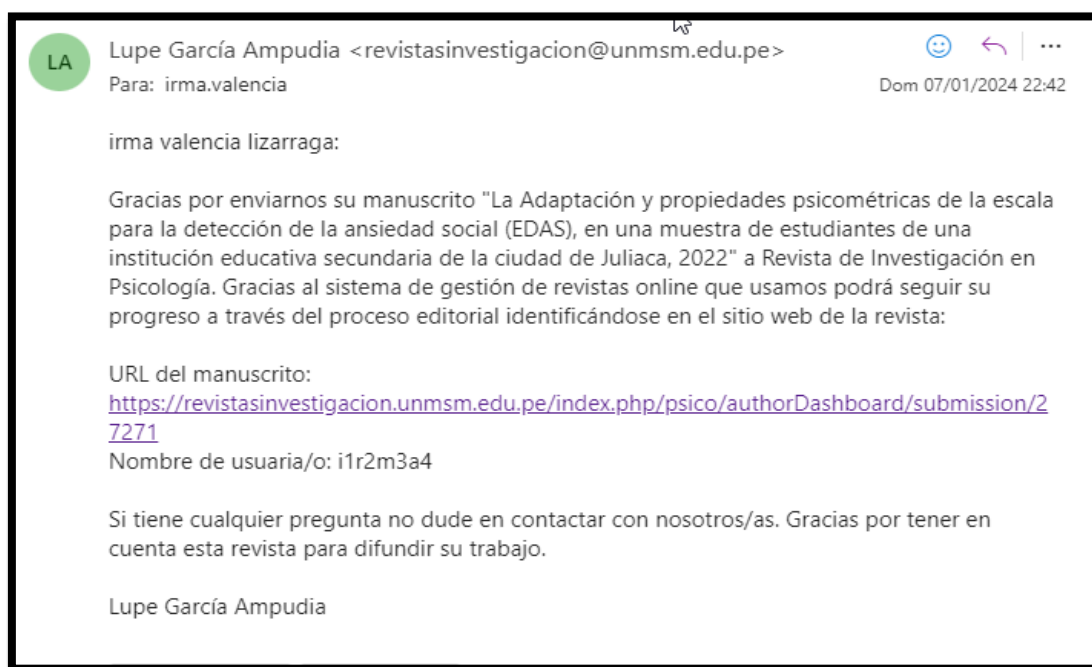 LA
Lupe García Ampudia <revistasinvestigacion@unmsm.edu.pe>
Para: irma.valencia
Dom 07/01/2024 22:42
irma valencia lizarraga:
Gracias por enviarnos su manuscrito "La Adaptación y propiedades psicométricas de la escala
para la detección de la ansiedad social (EDAS), en una muestra de estudiantes de una
institución educativa secundaria de la ciudad de Juliaca, 2022" a Revista de Investigación en
Psicología. Gracias al sistema de gestión de revistas online que usamos podrá seguir su
progreso a través del proceso editorial identificándose en el sitio web de la revista:
URL del manuscrito:
https://revistasinvestigacion.unmsm.edu.pe/index.php/psico/authorDashboard/submission/2
7271
Nombre de usuaria/o: i1r2m3a4
Si tiene cualquier pregunta no dude en contactar con nosotros/as. Gracias por tener en
cuenta esta revista para difundir su trabajo.
Lupe García Ampudia